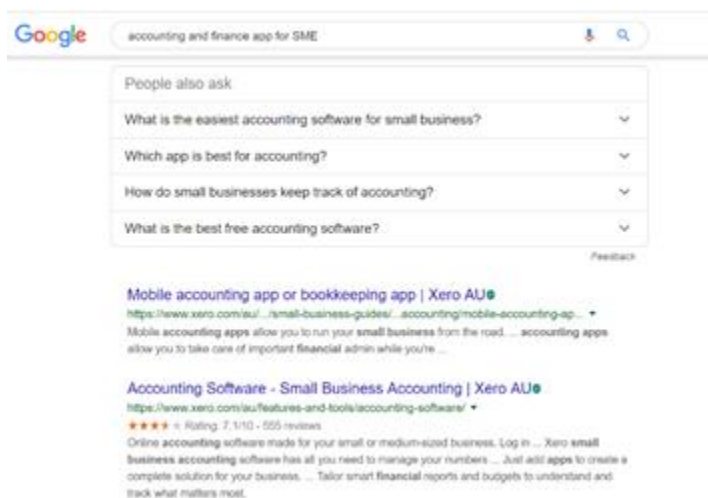 Google
accounting and finance app for SME
People also ask
What is the easiest accounting software for small business?
Which app is best for accounting?
How do small businesses keep track of accounting?
What is the best free accounting software?
Feedback
Mobile accounting app or bookkeeping app | Xero AU
https://www.xero.com/au/.../small-business-guides/...accounting/mobile-accounting-ap...
Mobile accounting apps allow you to run your small business from the road. ... accounting apps
allow you to take care of important financial admin while you're ...
Accounting Software - Small Business Accounting | Xero AU
https://www.xero.com/au/features-and-tools/accounting-software/
Rating: 7.1/10 - 555 reviews
Online accounting software made for your small or medium-sized business. Log in ... Xero small
business accounting software has all you need to manage your numbers ... Just add apps to create a
complete solution for your business. ... Tailor smart financial reports and budgets to understand and
track what matters most.